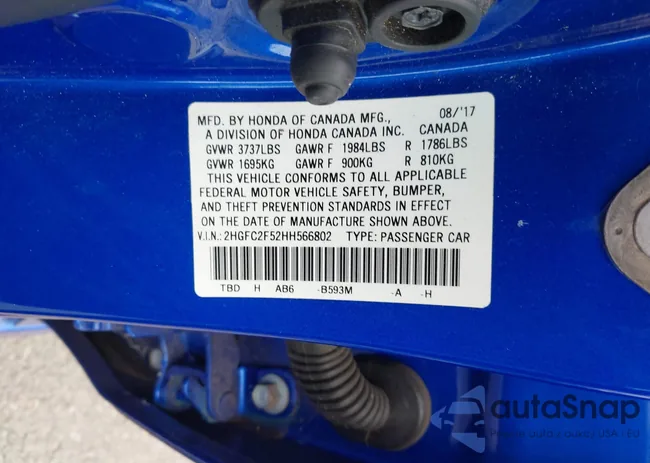 MFD. BY HONDA OF CANADA MFG., 08/'17
A DIVISION OF HONDA CANADA INC. CANADA
GVWR 3737LBS GAWR F 1984LBS R 1786LBS
GVWR 1695KG GAWR F 900KG R 810KG
THIS VEHICLE CONFORMS TO ALL APPLICABLE
FEDERAL MOTOR VEHICLE SAFETY, BUMPER,
AND THEFT PREVENTION STANDARDS IN EFFECT
ON THE DATE OF MANUFACTURE SHOWN ABOVE.
V.I.N.: 2HGFC2F52HH566802 TYPE: PASSENGER CAR
TBD H AB6 -B593M -A -H
autoSnap